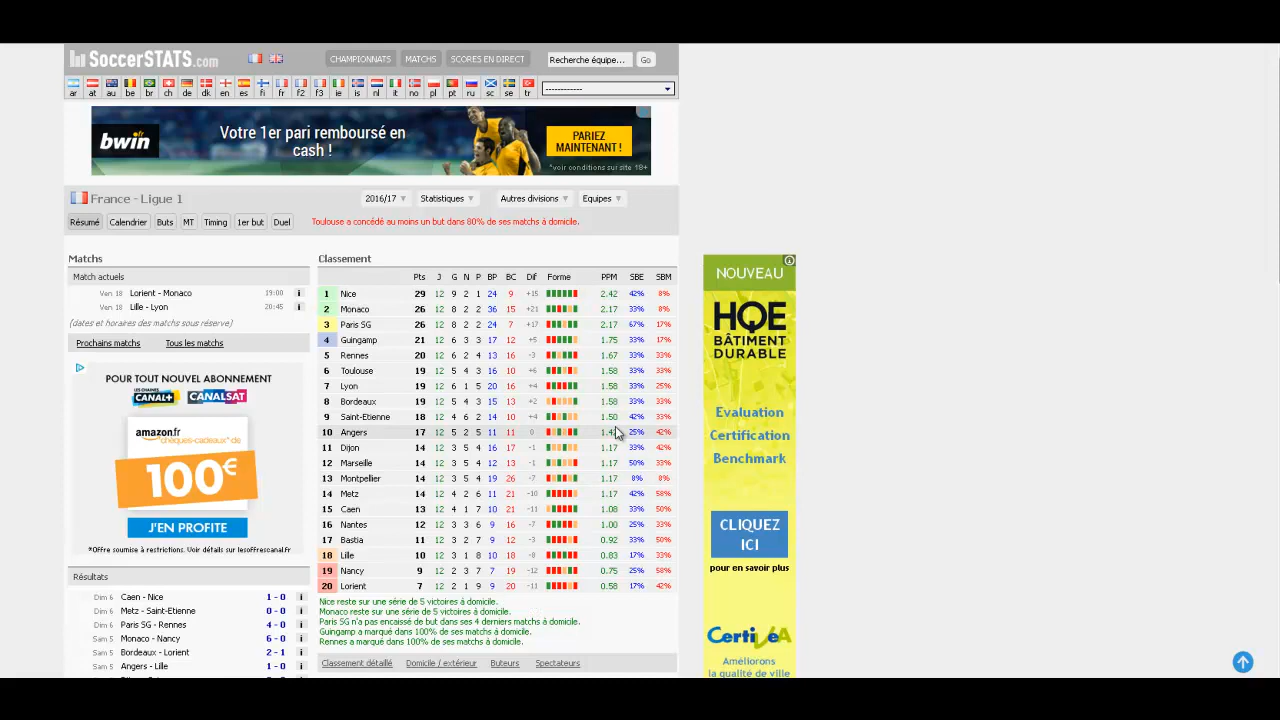 SoccerSTATS.com CHAMPIONNATS MATCHS SCORES EN DIRECT Recherche équipe... Go
ar at au be br ch de dk en es fi fr f2 f3 ie is nl it no pl pt ru sc se tr ------------
bwin.fr Votre 1er pari remboursé en cash ! PARIEZ MAINTENANT ! *voir conditions sur site 18+
France - Ligue 1 2016/17 Statistiques Autres divisions Equipes
Résumé Calendrier Buts MT Timing 1er but Duel Toulouse a concédé au moins un but dans 80% de ses matchs à domicile.
Matchs
Match actuels
Ven 18 Lorient - Monaco 19:00 i
Ven 18 Lille - Lyon 20:45 i
(dates et horaires des matchs sous réserve)
Prochains matchs Tous les matchs
POUR TOUT NOUVEL ABONNEMENT
LES CHAINES CANAL+ CANALSAT
amazon.fr
chèques-cadeaux*
100€
J'EN PROFITE
*Offre soumise à restrictions. Voir détails sur lesoffrescanal.fr
Résultats
Dim 6 Caen - Nice 1 - 0 i
Dim 6 Metz - Saint-Etienne 0 - 0 i
Dim 6 Paris SG - Rennes 4 - 0 i
Sam 5 Monaco - Nancy 6 - 0 i
Sam 5 Bordeaux - Lorient 2 - 1 i
Sam 5 Angers - Lille 1 - 0 i
Classement
Pts J G N P BP BC Dif Forme PPM SBE SBM
1 Nice 29 12 9 2 1 24 9 +15 2.42 42% 8%
2 Monaco 26 12 8 2 2 36 15 +21 2.17 33% 8%
3 Paris SG 26 12 8 2 2 24 7 +17 2.17 67% 17%
4 Guingamp 21 12 6 3 3 17 12 +5 1.75 33% 17%
5 Rennes 20 12 6 2 4 13 16 -3 1.67 33% 33%
6 Toulouse 19 12 5 4 3 16 10 +6 1.58 33% 33%
7 Lyon 19 12 6 1 5 20 16 +4 1.58 33% 25%
8 Bordeaux 19 12 5 4 3 15 13 +2 1.58 33% 33%
9 Saint-Etienne 18 12 4 6 2 14 10 +4 1.50 42% 33%
10 Angers 17 12 5 2 5 11 11 0 25% 42%
11 Dijon 14 12 3 5 4 16 17 -1 1.17 33% 42%
12 Marseille 14 12 3 5 4 12 13 -1 1.17 50% 33%
13 Montpellier 14 12 3 5 4 19 26 -7 1.17 8% 8%
14 Metz 14 12 4 2 6 11 21 -10 1.17 42% 58%
15 Caen 13 12 4 1 7 10 21 -11 1.08 33% 50%
16 Nantes 12 12 3 3 6 9 16 -7 1.00 25% 50%
17 Bastia 11 12 3 2 7 9 12 -3 0.92 33% 50%
18 Lille 10 12 3 1 8 10 18 -8 0.83 17% 33%
19 Nancy 9 12 2 3 7 7 19 -12 0.75 25% 58%
20 Lorient 7 12 2 1 9 9 20 -11 0.58 17% 42%
Nice reste sur une série de 5 victoires à domicile.
Monaco reste sur une série de 5 victoires à domicile.
Paris SG n'a pas encaissé de but dans ses 4 derniers matchs à domicile.
Guingamp a marqué dans 100% de ses matchs à domicile.
Rennes a marqué dans 100% de ses matchs à domicile.
Classement détaillé Domicile / extérieur Buteurs Spectateurs
NOUVEAU
HQE
BÂTIMENT
DURABLE
Evaluation
Certification
Benchmark
CLIQUEZ
ICI
pour en savoir plus
CERTIVÉA
Améliorons
la qualité de ville